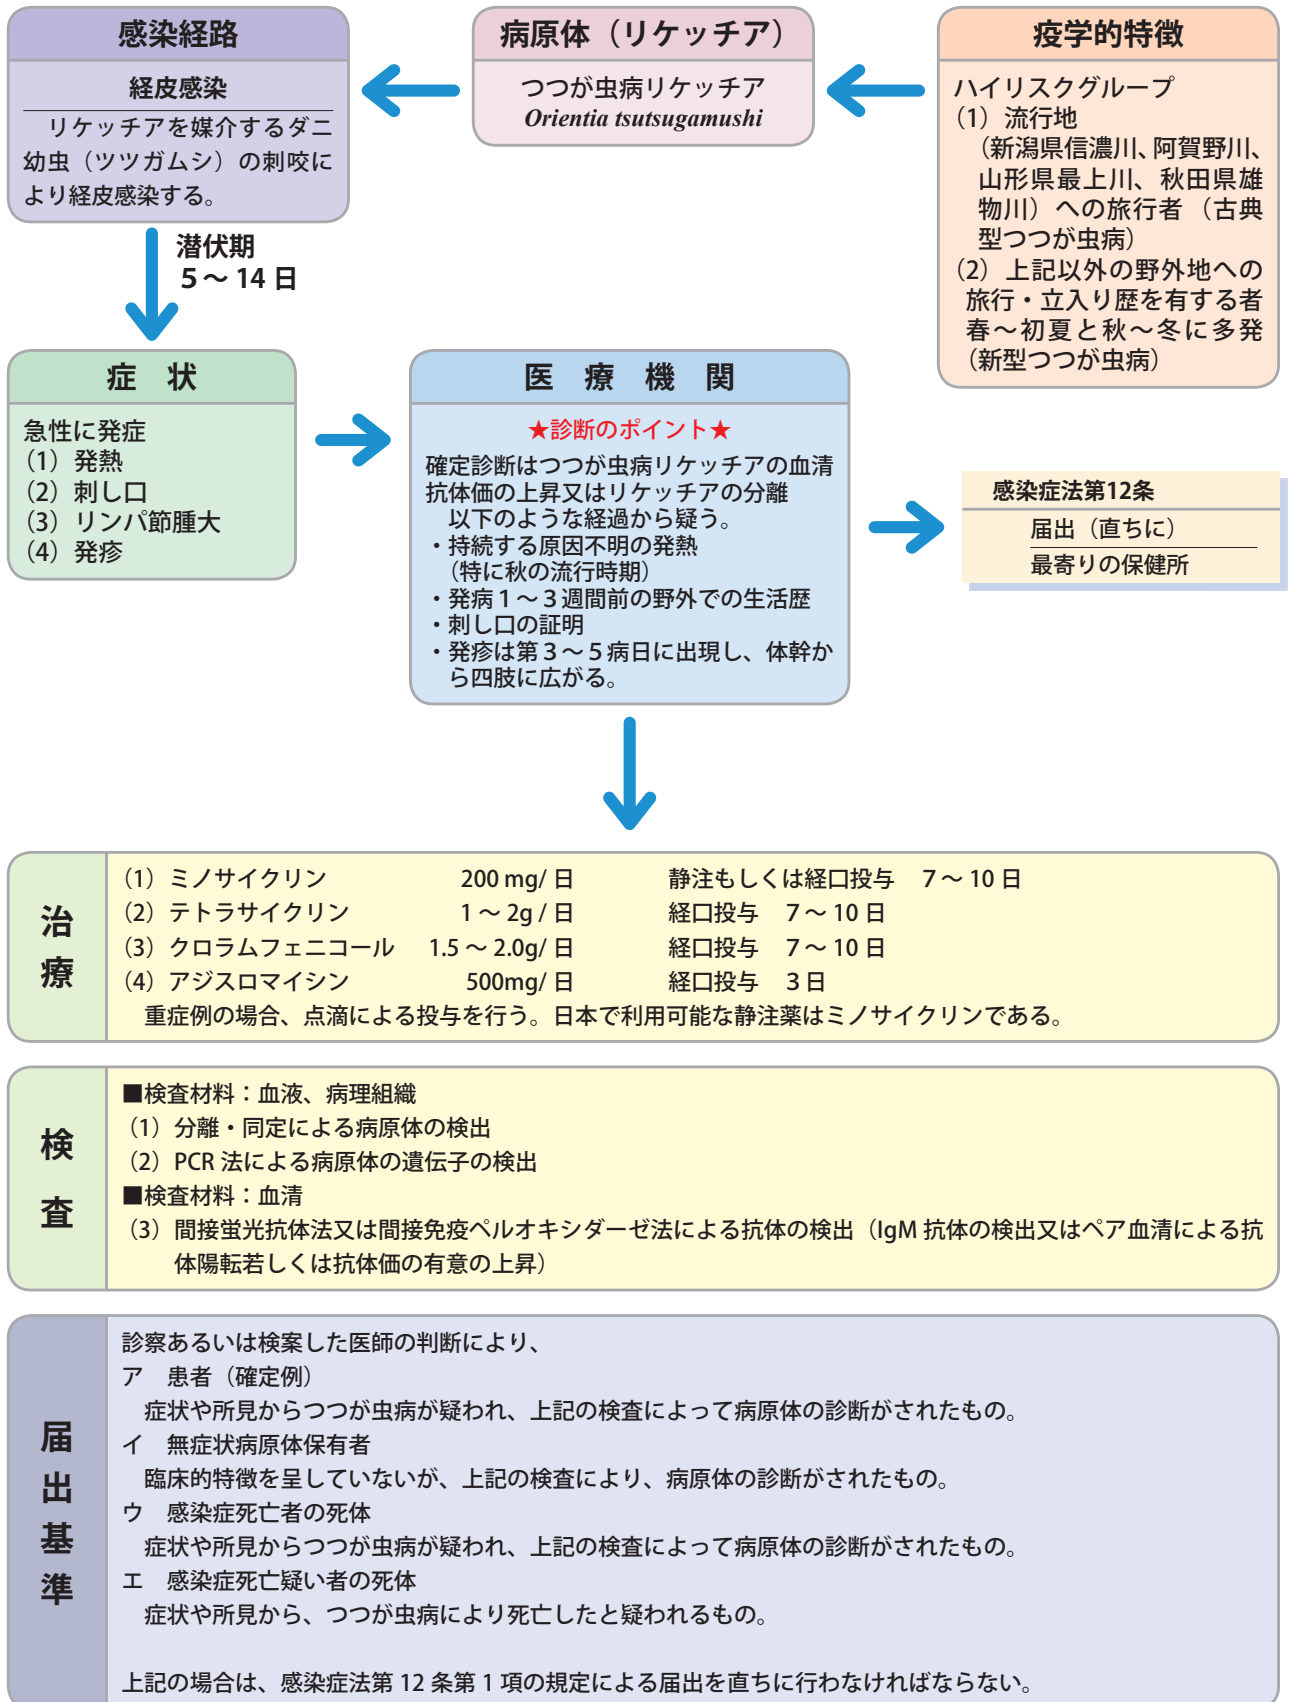 感染経路
経皮感染
リケッチアを媒介するダニ
幼虫（ツツガムシ）の刺咬に
より経皮感染する。
病原体（リケッチア）
つつが虫病リケッチア
Orientia tsutsugamushi
疫学的特徴
ハイリスクグループ
（1）流行地
（新潟県信濃川、阿賀野川、
山形県最上川、秋田県雄
物川）への旅行者（古典
型つつが虫病）
（2）上記以外の野外地への
旅行・立入り歴を有する者
春～初夏と秋～冬に多発
（新型つつが虫病）
潜伏期
５～14日
症　状
急性に発症
（1）発熱
（2）刺し口
（3）リンパ節腫大
（4）発疹
医　療　機　関
★診断のポイント★
確定診断はつつが虫病リケッチアの血清
抗体価の上昇又はリケッチアの分離
以下のような経過から疑う。
・持続する原因不明の発熱
（特に秋の流行時期）
・発病１～３週間前の野外での生活歴
・刺し口の証明
・発疹は第３～５病日に出現し、体幹か
ら四肢に広がる。
感染症法第12条
届出（直ちに）
最寄りの保健所
治療
（1）ミノサイクリン　200 mg/日　静注もしくは経口投与　７～10日
（2）テトラサイクリン　1～2g /日　経口投与　７～10日
（3）クロラムフェニコール　1.5～2.0g/日　経口投与　７～10日
（4）アジスロマイシン　500mg/日　経口投与　３日
重症例の場合、点滴による投与を行う。日本で利用可能な静注薬はミノサイクリンである。
検査
■検査材料：血液、病理組織
（1）分離・同定による病原体の検出
（2）PCR 法による病原体の遺伝子の検出
■検査材料：血清
（3）間接蛍光抗体法又は間接免疫ペルオキシダーゼ法による抗体の検出（IgM 抗体の検出又はペア血清による抗
体陽転若しくは抗体価の有意の上昇）
届出基準
診察あるいは検案した医師の判断により、
ア　患者（確定例）
症状や所見からつつが虫病が疑われ、上記の検査によって病原体の診断がされたもの。
イ　無症状病原体保有者
臨床的特徴を呈していないが、上記の検査により、病原体の診断がされたもの。
ウ　感染症死亡者の死体
症状や所見からつつが虫病が疑われ、上記の検査によって病原体の診断がされたもの。
エ　感染症死亡疑い者の死体
症状や所見から、つつが虫病により死亡したと疑われるもの。
上記の場合は、感染症法第 12 条第 1 項の規定による届出を直ちに行わなければならない。